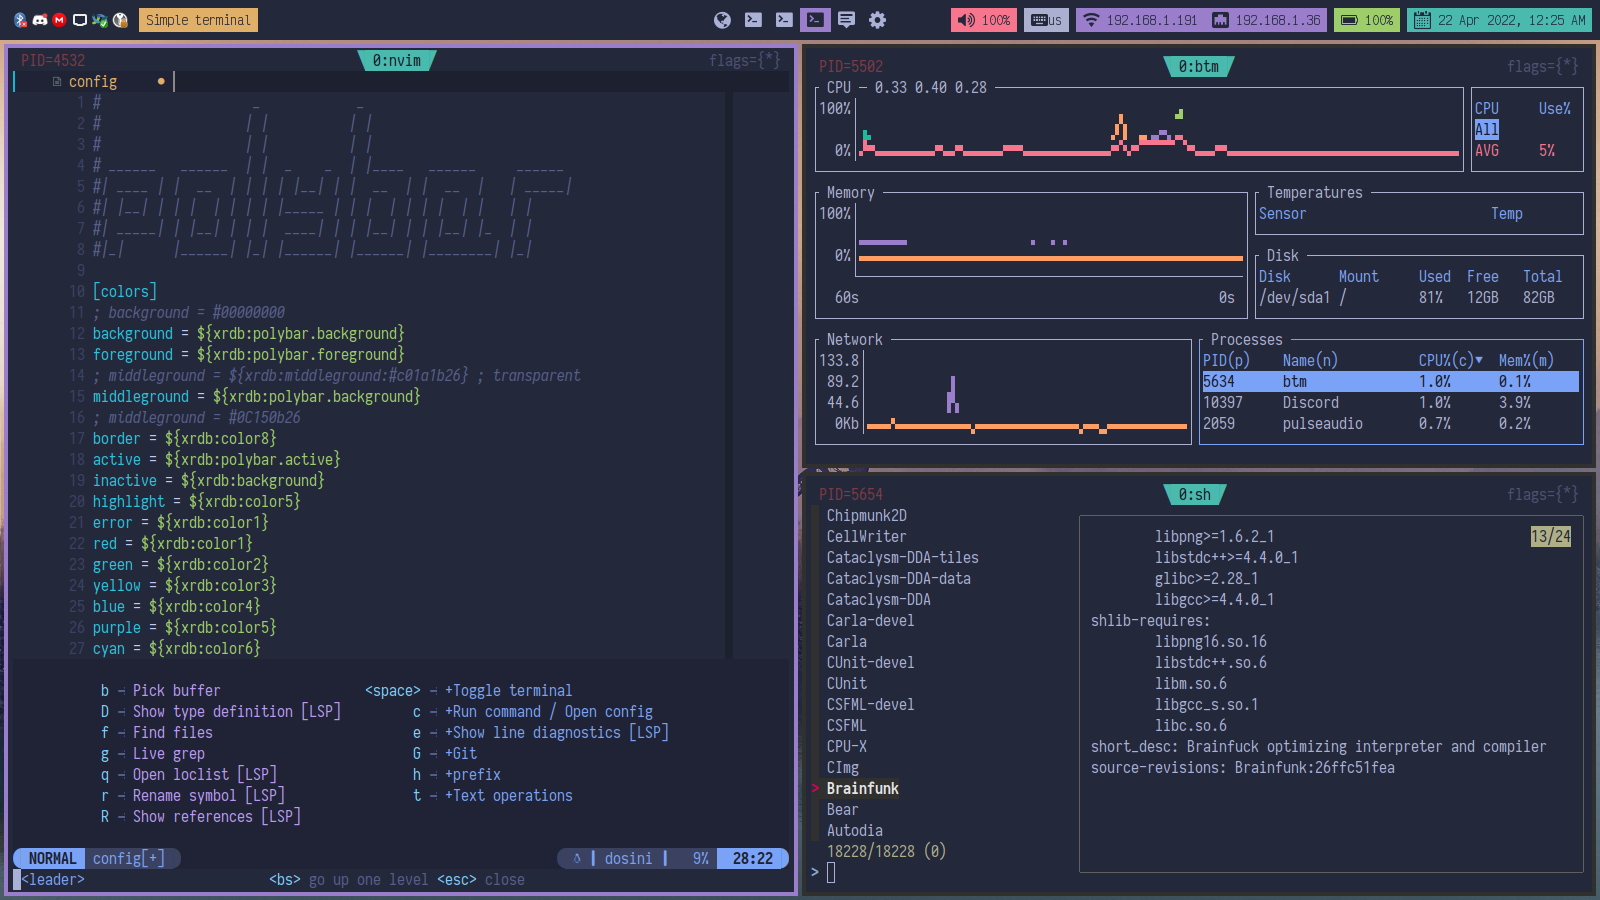 Simple terminal
100%
us
192.168.1.191
192.168.1.36
100%
22 Apr 2022, 12:25 AM
PID=4532
0:nvim
flags={*}
config
1 #                   _            _
2 #                  | |          | |
3 #                  | |          | |
4 # ______   ______  | |  _    _  | |____   ______     ______
5 #| ____ | |  __  | | | | |__| | | |  __  | |  __  |   | _____|
6 #| |__| | | |  | | | | |_____ | | |  | | | |  | |   | |
7 #| _____| | |__| | | |  ____| | | |__| | | |__| |_  | |
8 #|_|      |______| |_| |______| |______| |________| |_|
9
10 [colors]
11 ; background = #00000000
12 background = ${xrdb:polybar.background}
13 foreground = ${xrdb:polybar.foreground}
14 ; middleground = ${xrdb:middleground:#c01a1b26} ; transparent
15 middleground = ${xrdb:polybar.background}
16 ; middleground = #0C150b26
17 border = ${xrdb:color8}
18 active = ${xrdb:polybar.active}
19 inactive = ${xrdb:background}
20 highlight = ${xrdb:color5}
21 error = ${xrdb:color1}
22 red = ${xrdb:color1}
23 green = ${xrdb:color2}
24 yellow = ${xrdb:color3}
25 blue = ${xrdb:color4}
26 purple = ${xrdb:color5}
27 cyan = ${xrdb:color6}
b → Pick buffer
D → Show type definition [LSP]
f → Find files
g → Live grep
q → Open loclist [LSP]
r → Rename symbol [LSP]
R → Show references [LSP]
<space> → +Toggle terminal
c → +Run command / Open config
e → +Show line diagnostics [LSP]
G → +Git
h → +prefix
t → +Text operations
NORMAL config[+]
dosini | 9% 28:22
<leader>
<bs> go up one level <esc> close
PID=5502
0:btm
flags={*}
CPU — 0.33 0.40 0.28
100%
0%
CPU Use%
All
AVG 5%
Memory
100%
0%
60s 0s
Temperatures
Sensor Temp
Disk
Disk Mount Used Free Total
/dev/sda1 / 81% 12GB 82GB
Network
133.8
89.2
44.6
0Kb
Processes
PID(p) Name(n) CPU%(c)▼ Mem%(m)
5634 btm 1.0% 0.1%
10397 Discord 1.0% 3.9%
2059 pulseaudio 0.7% 0.2%
PID=5654
0:sh
flags={*}
Chipmunk2D
CellWriter
Cataclysm-DDA-tiles
Cataclysm-DDA-data
Cataclysm-DDA
Carla-devel
Carla
CUnit-devel
CUnit
CSFML-devel
CSFML
CPU-X
CImg
> Brainfunk
Bear
Autodia
18228/18228 (0)
>
13/24
libpng>=1.6.2_1
libstdc++>=4.4.0_1
glibc>=2.28_1
libgcc>=4.4.0_1
shlib-requires:
libpng16.so.16
libstdc++.so.6
libm.so.6
libgcc_s.so.1
libc.so.6
short_desc: Brainfuck optimizing interpreter and compiler
source-revisions: Brainfunk:26ffc51fea